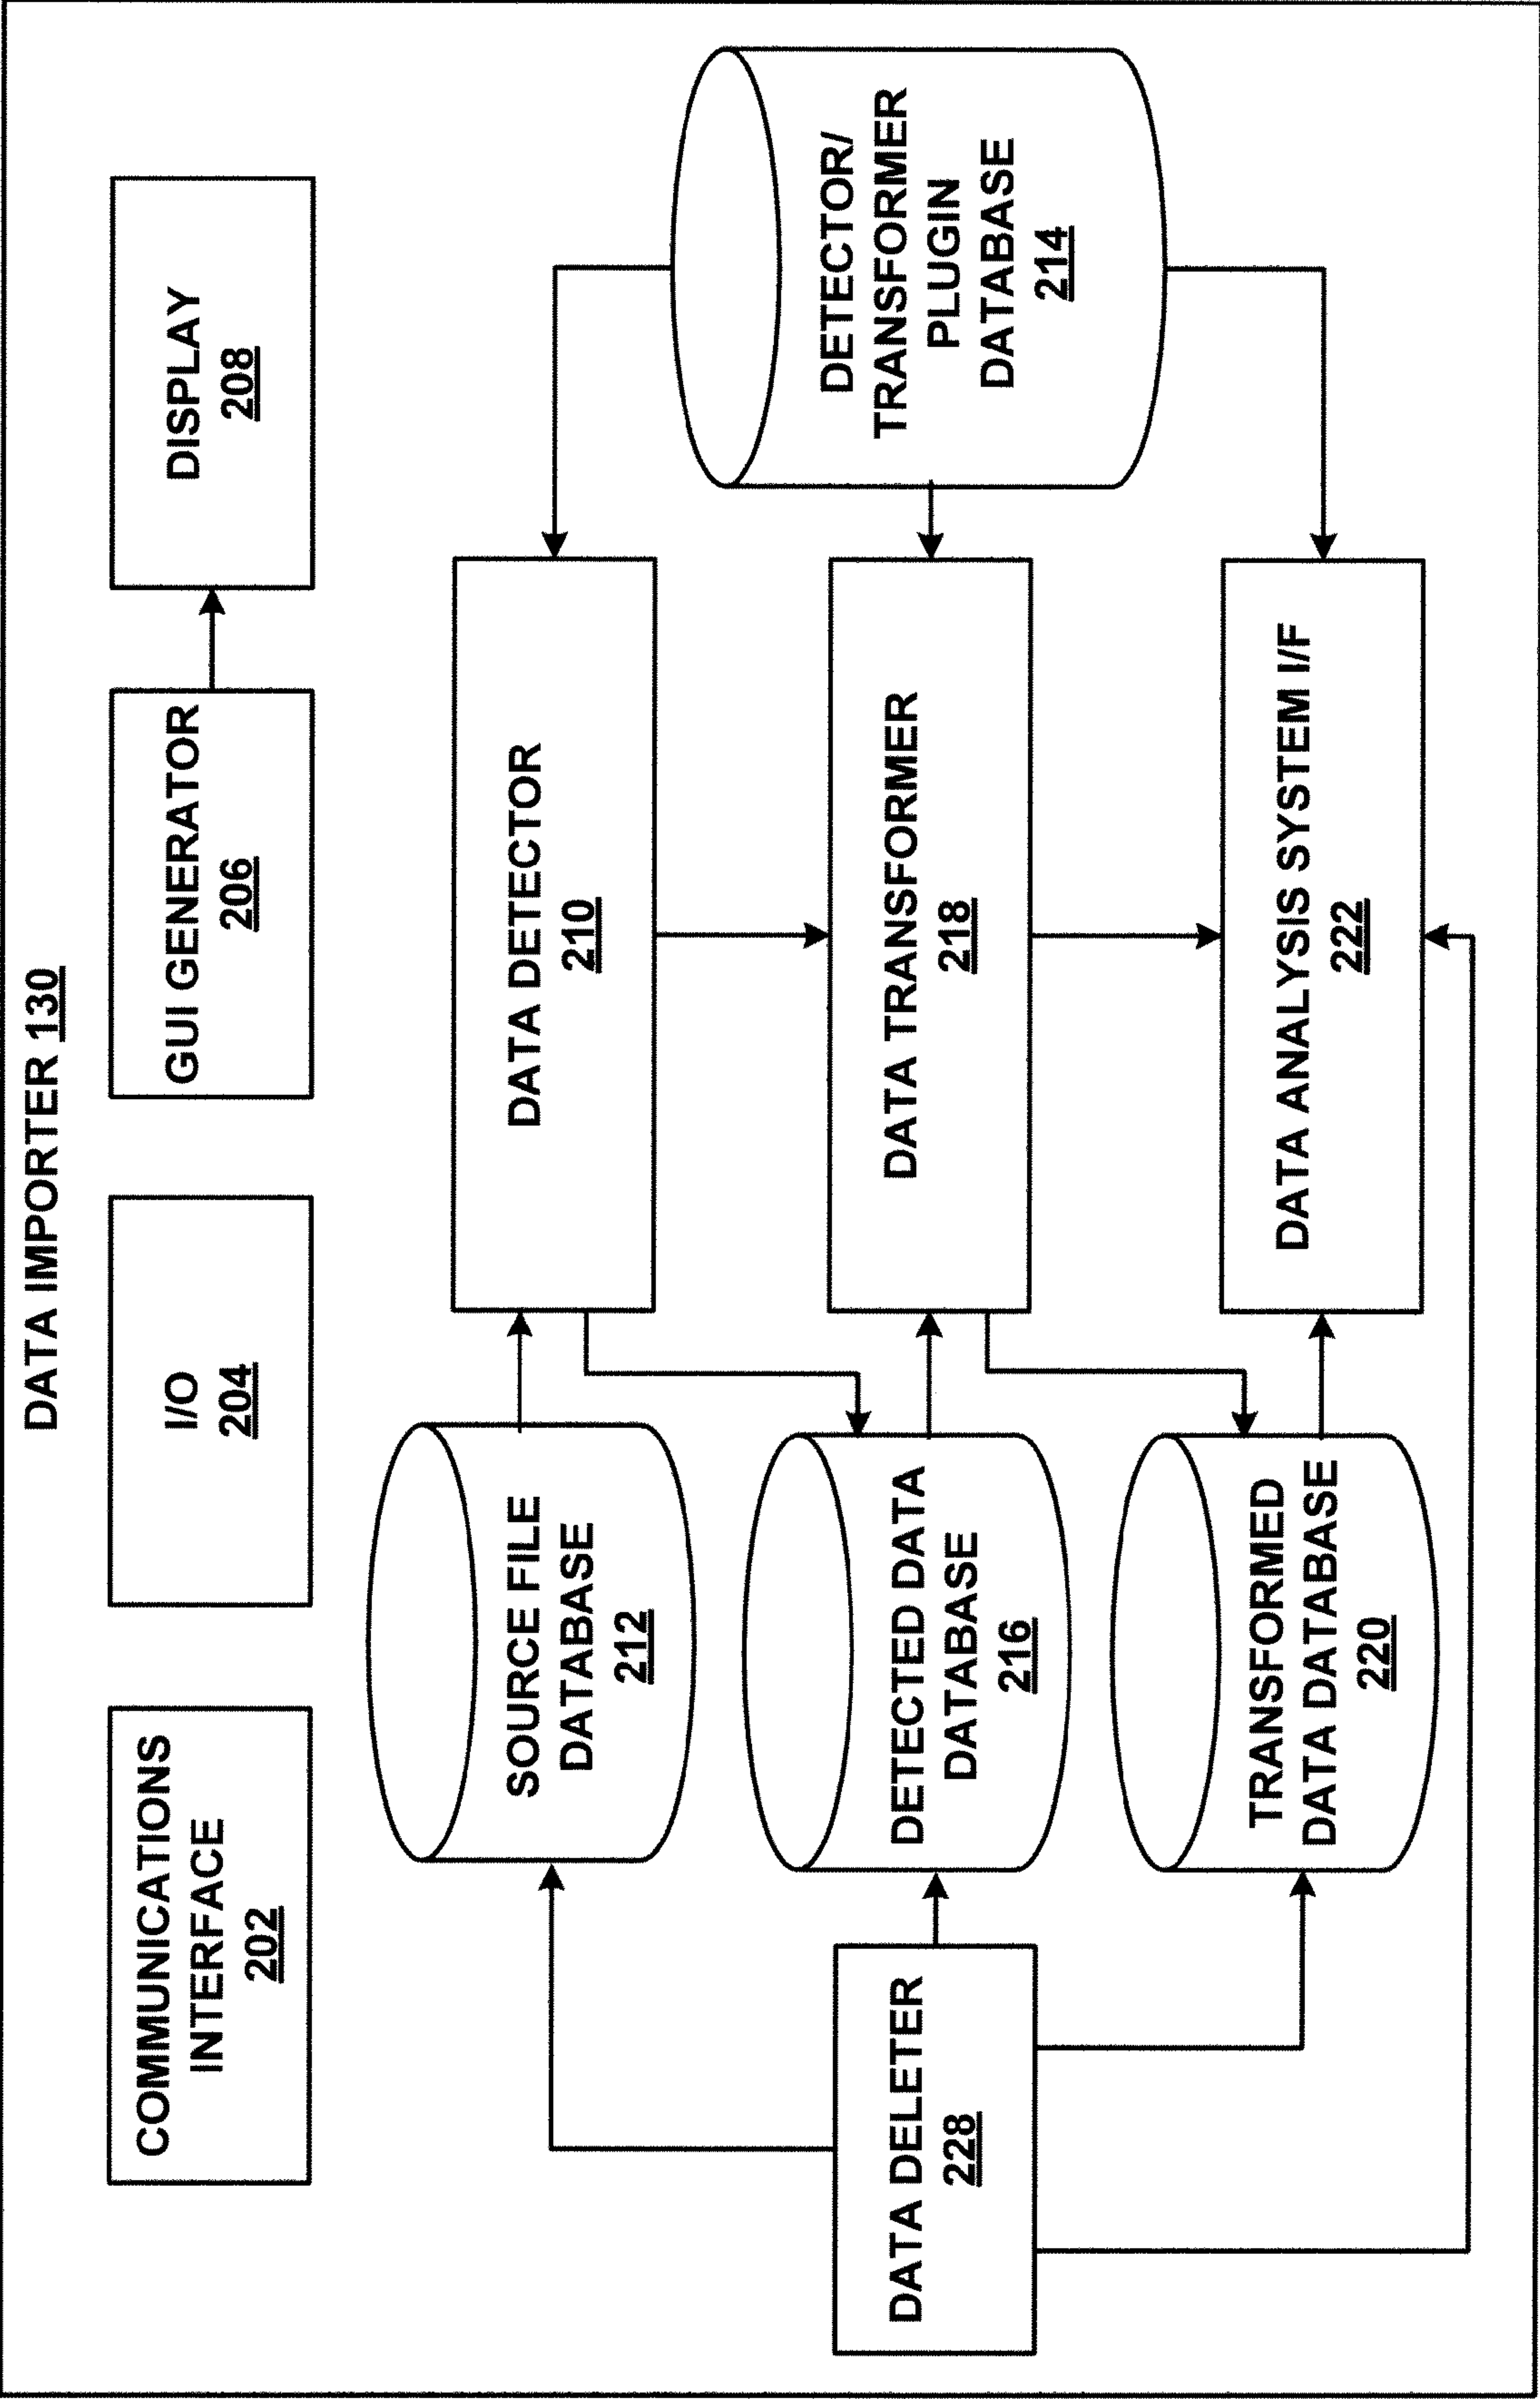 DATA IMPORTER 130
COMMUNICATIONS
INTERFACE
202
I/O
204
GUI GENERATOR
206
DISPLAY
208
SOURCE FILE
DATABASE
212
DATA DETECTOR
210
DETECTOR/
TRANSFORMER
PLUGIN
DATABASE
214
DATA DELETER
228
DETECTED DATA
DATABASE
216
DATA TRANSFORMER
218
TRANSFORMED
DATA DATABASE
220
DATA ANALYSIS SYSTEM I/F
222